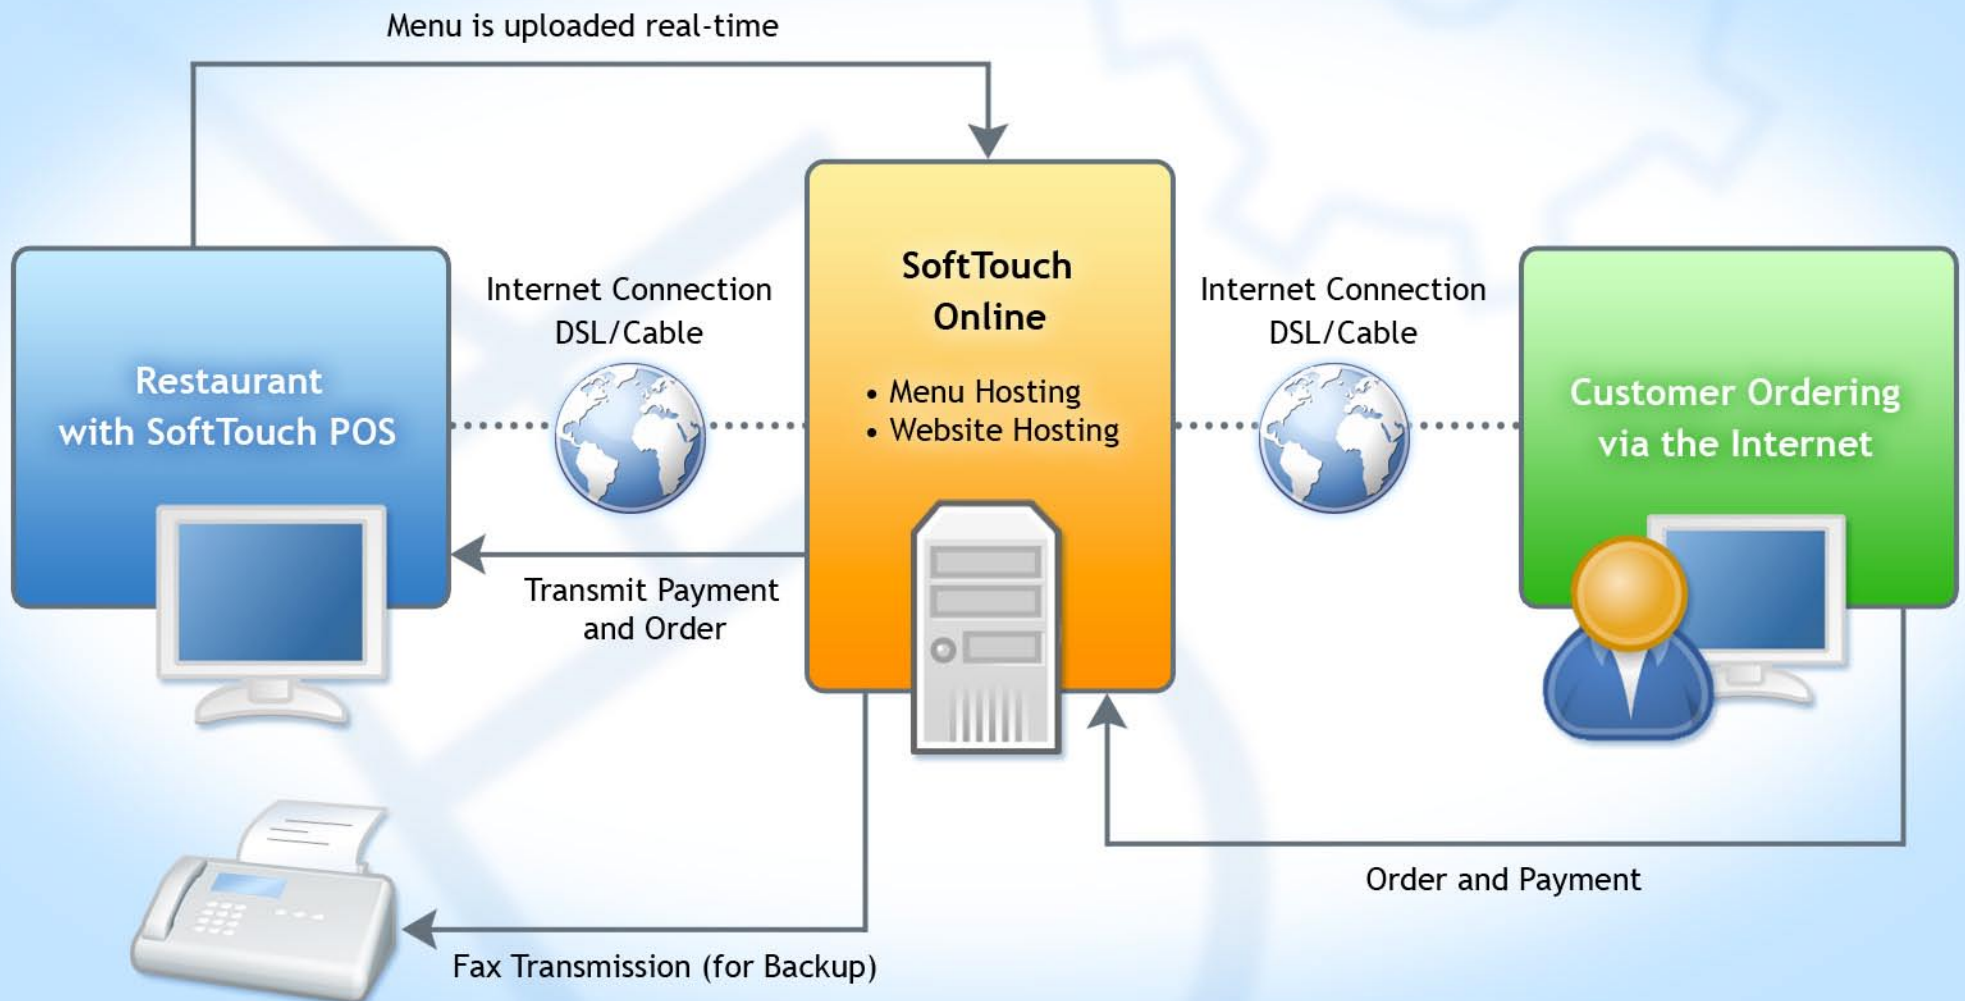 Menu is uploaded real-time
Restaurant
with SoftTouch POS
Internet Connection
DSL/Cable
SoftTouch
Online
• Menu Hosting
• Website Hosting
Internet Connection
DSL/Cable
Customer Ordering
via the Internet
Transmit Payment
and Order
Order and Payment
Fax Transmission (for Backup)